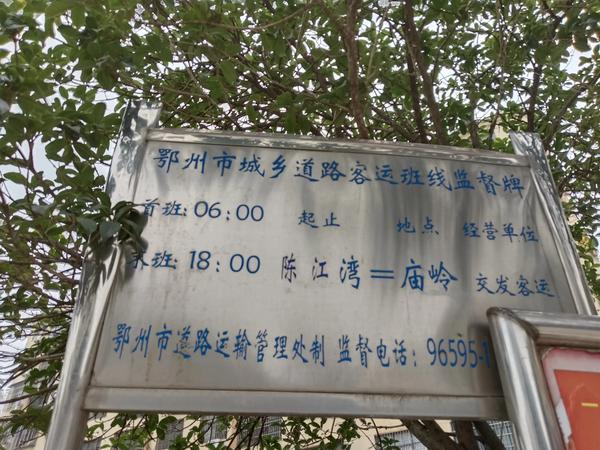 鄂州市城乡道路客运班线监督牌
首班:06:00 起止 地点 经营单位
末班:18:00 陈江湾=庙岭 交发客运
鄂州市道路运输管理处制 监督电话:96595-1